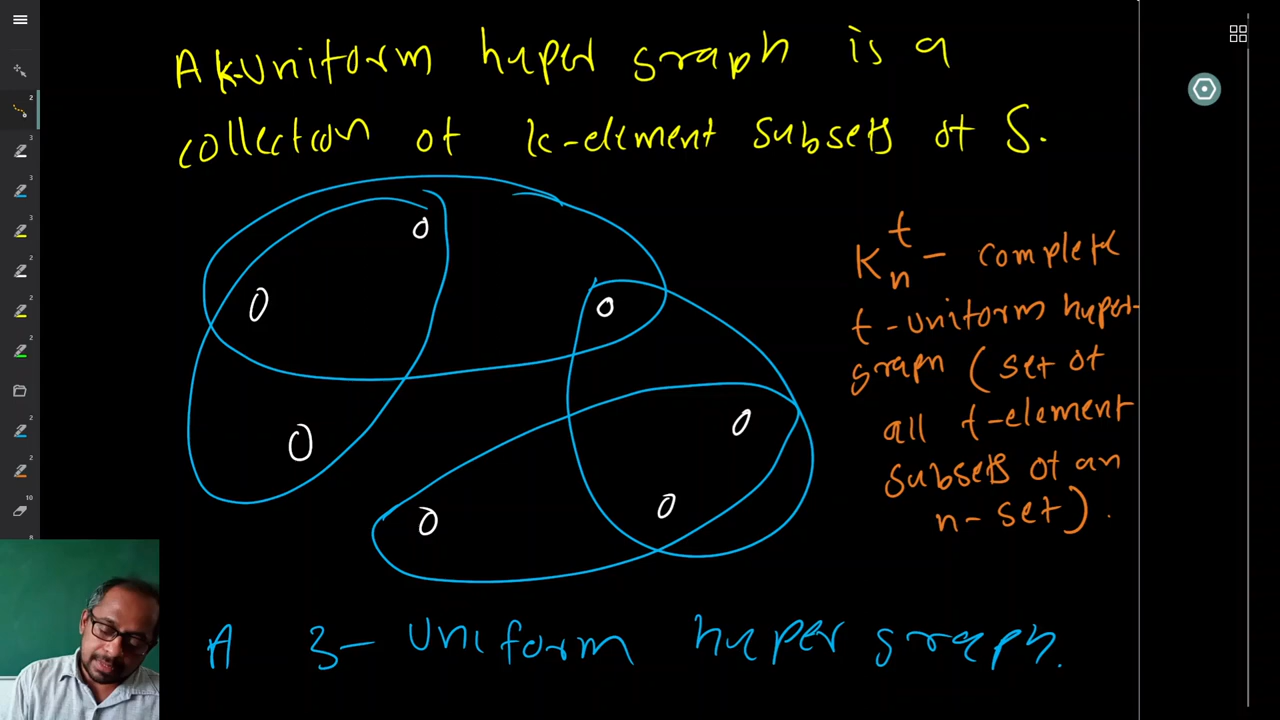 A k-uniform hyper graph is a
collection of k-element subsets of S.
K_n^t - complete
t-uniform hyper-
graph (set of
all t-element
subsets of an
n-set).
A 3-uniform hyper graph.